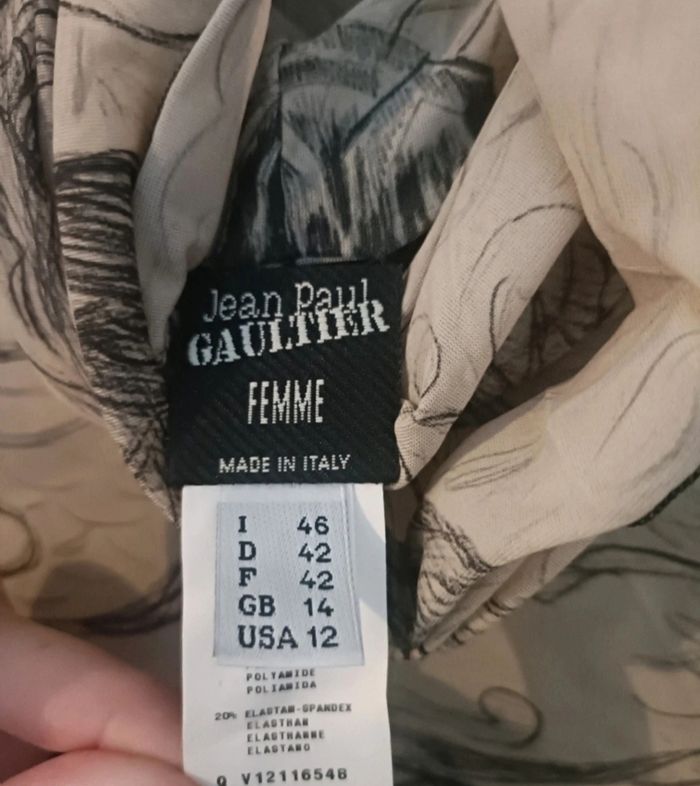 Jean Paul
GAULTIER
FEMME
MADE IN ITALY
I 46
D 42
F 42
GB 14
USA 12
POLYAMIDE
POLIAMIDA
20% ELASTAN-SPANDEX
ELASTHAN
ELASTHANNE
ELASTANO
Q V12116548